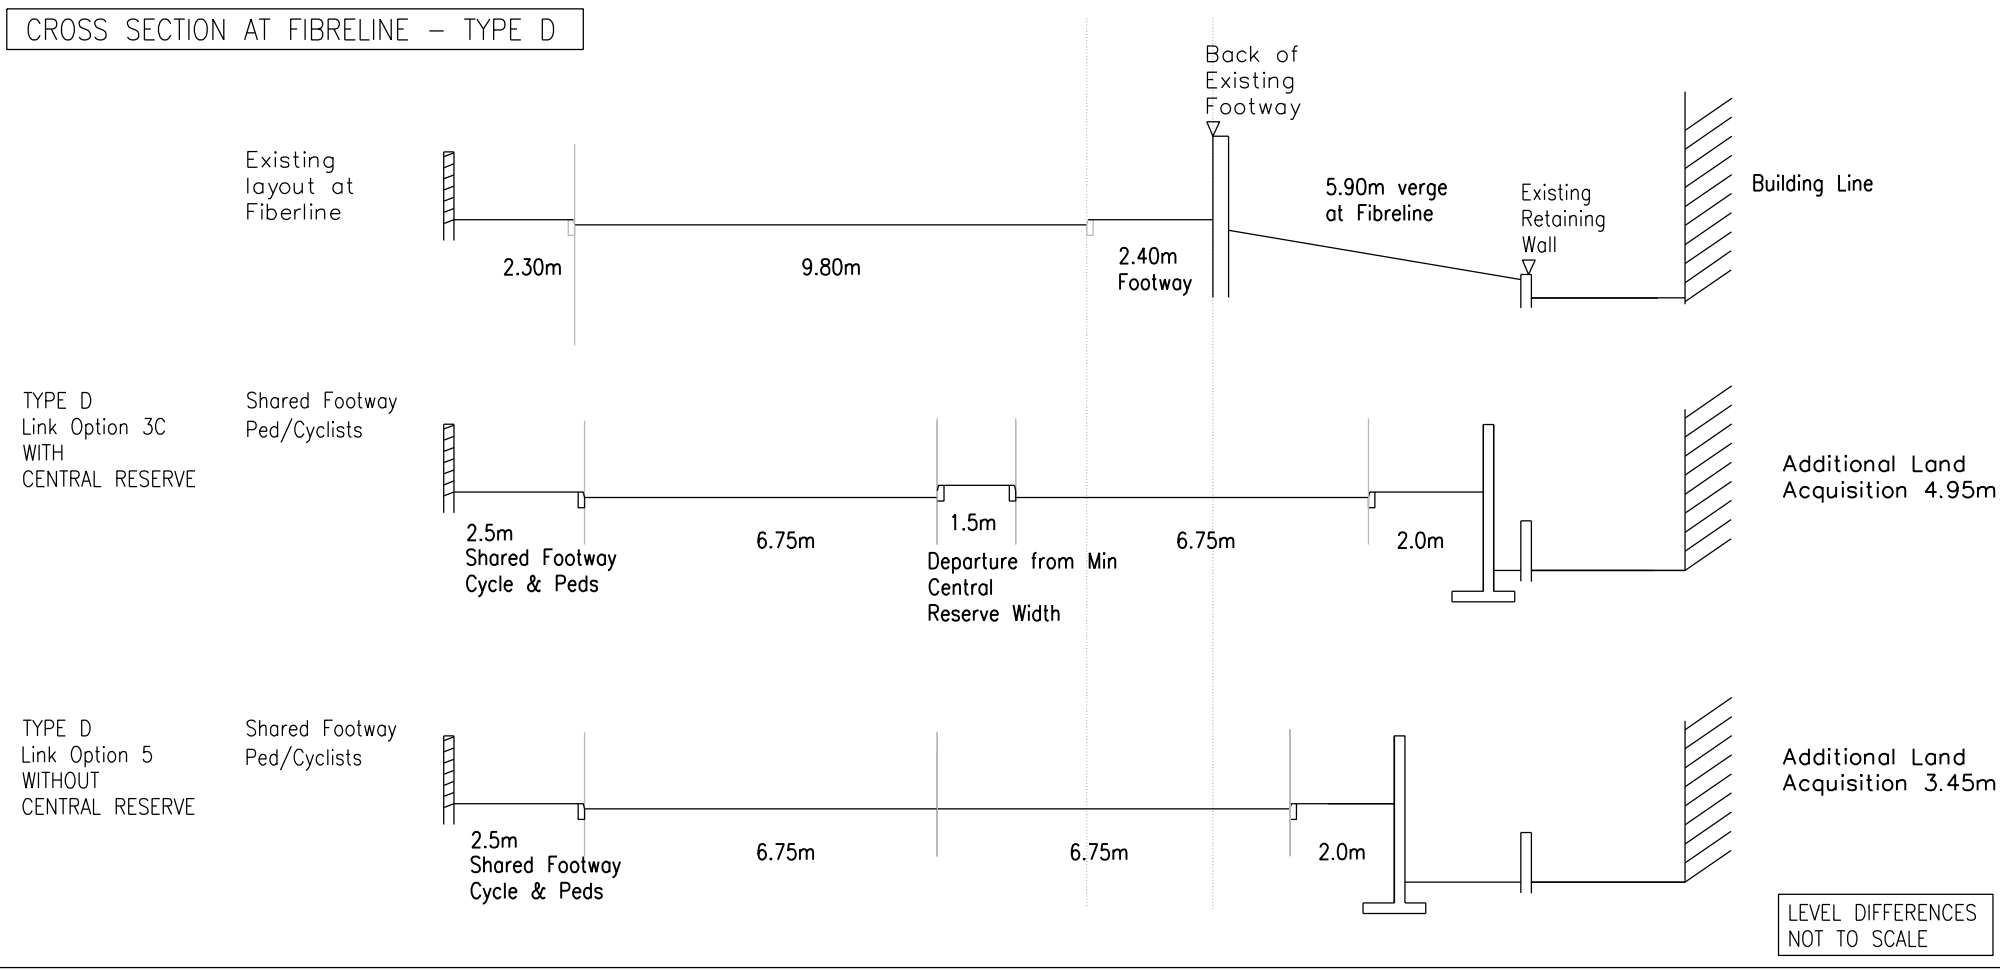 CROSS SECTION AT FIBRELINE - TYPE D
Back of
Existing
Footway
Existing
layout at
Fiberline
5.90m verge
at Fibreline
Existing
Retaining
Wall
Building Line
2.30m
9.80m
2.40m
Footway
TYPE D
Link Option 3C
WITH
CENTRAL RESERVE
Shared Footway
Ped/Cyclists
Additional Land
Acquisition 4.95m
2.5m
Shared Footway
Cycle & Peds
6.75m
1.5m
Departure from Min
Central
Reserve Width
6.75m
2.0m
TYPE D
Link Option 5
WITHOUT
CENTRAL RESERVE
Shared Footway
Ped/Cyclists
Additional Land
Acquisition 3.45m
2.5m
Shared Footway
Cycle & Peds
6.75m
6.75m
2.0m
LEVEL DIFFERENCES
NOT TO SCALE